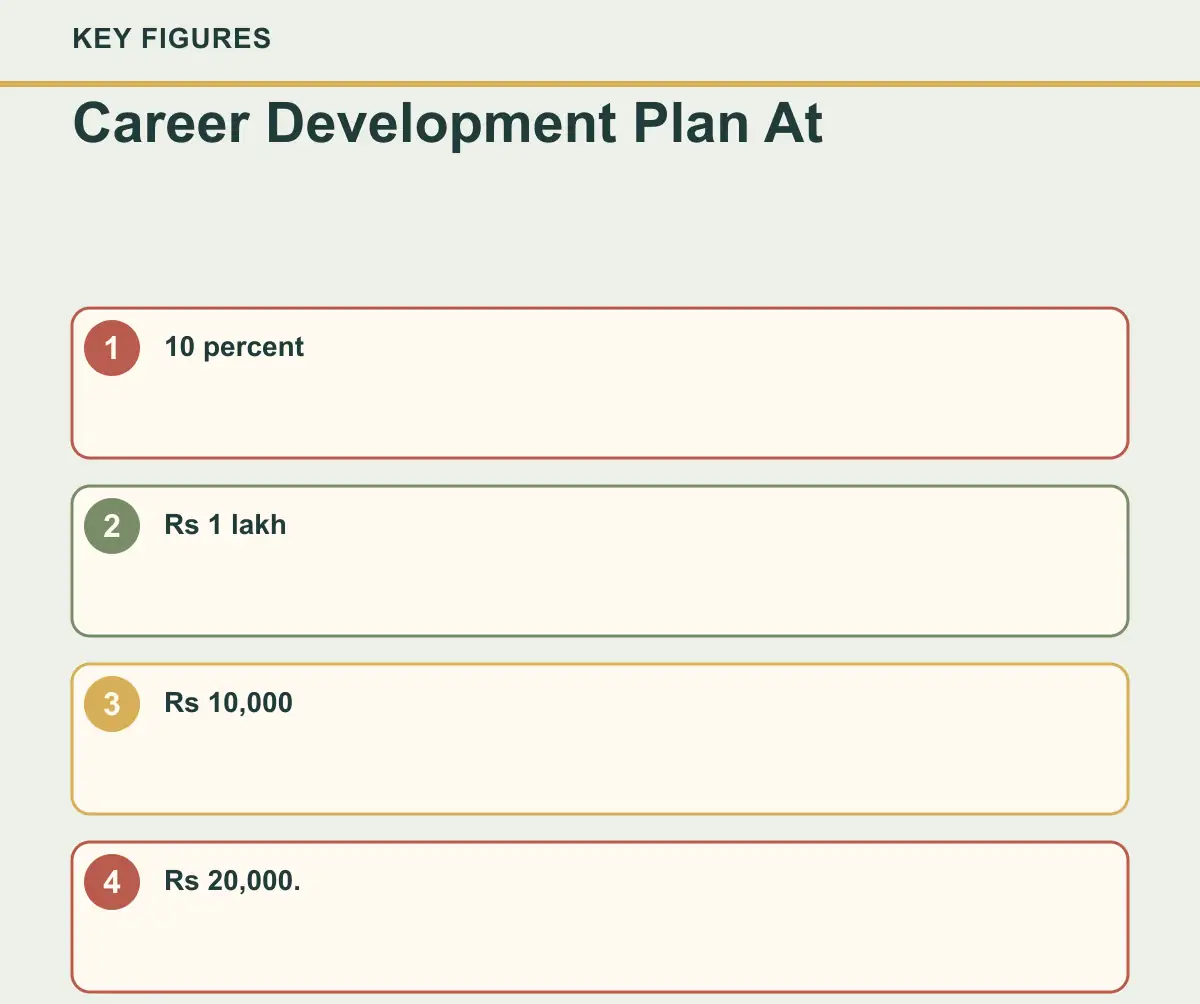 KEY FIGURES
Career Development Plan At
1 10 percent
2 Rs 1 lakh
3 Rs 10,000
4 Rs 20,000.